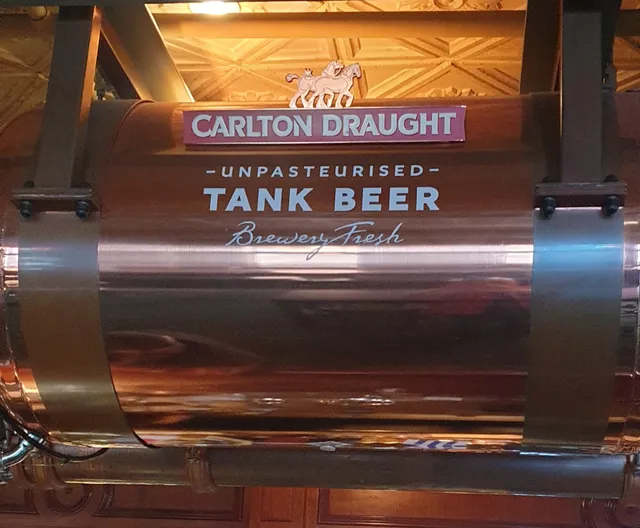 CARLTON DRAUGHT
-UNPASTEURISED-
TANK BEER
Brewery Fresh